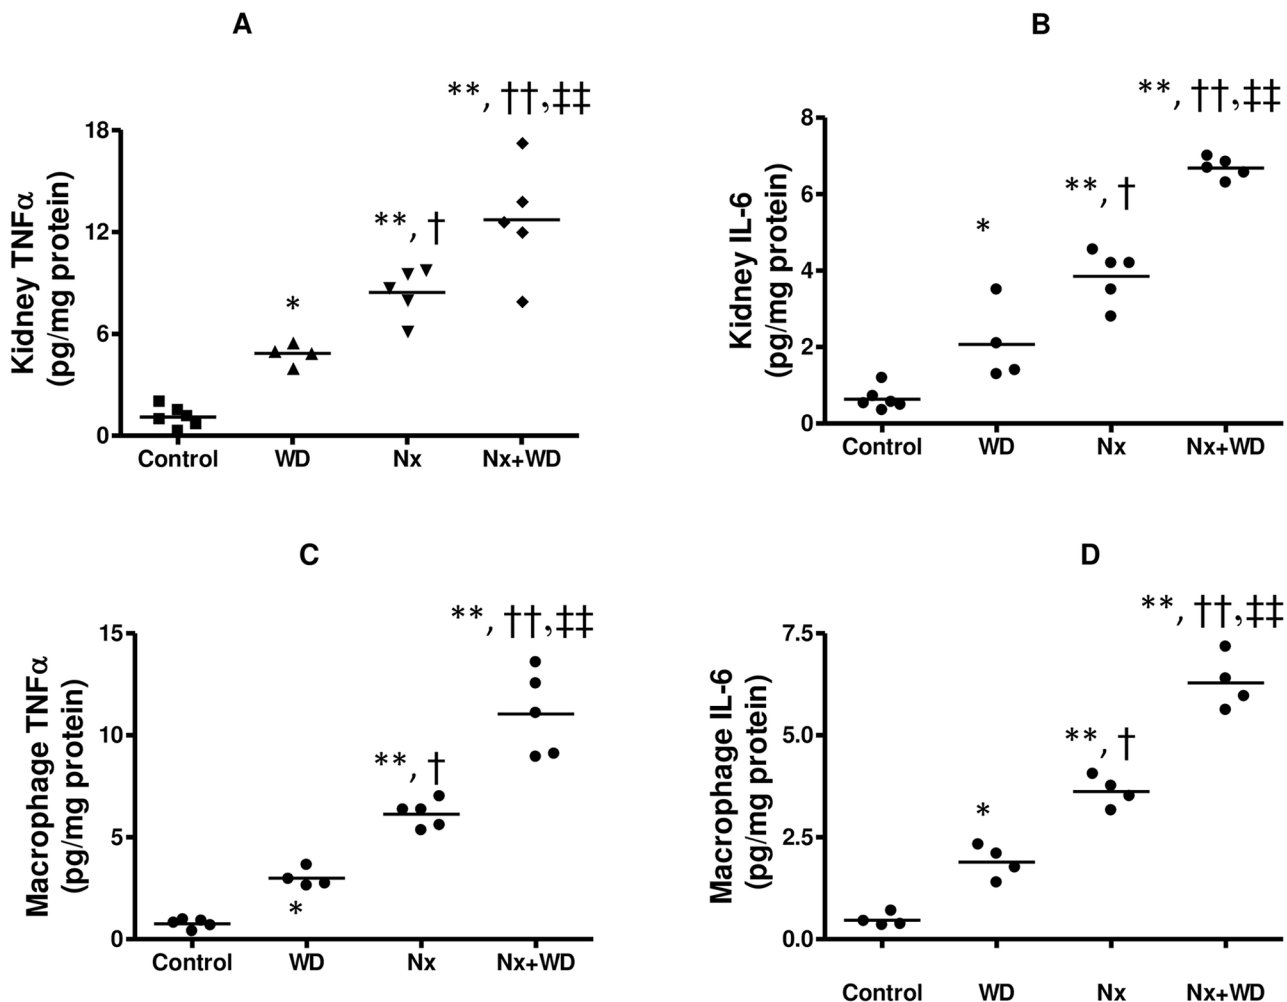 A
**, ††,‡‡
Kidney TNFα
(pg/mg protein)
18
12
6
0
*
**, †
Control WD Nx Nx+WD
B
**, ††,‡‡
Kidney IL-6
(pg/mg protein)
8
6
4
2
0
*
**, †
Control WD Nx Nx+WD
C
**, ††,‡‡
Macrophage TNFα
(pg/mg protein)
15
10
5
0
*
**, †
Control WD Nx Nx+WD
D
**, ††,‡‡
Macrophage IL-6
(pg/mg protein)
7.5
5.0
2.5
0.0
*
**, †
Control WD Nx Nx+WD